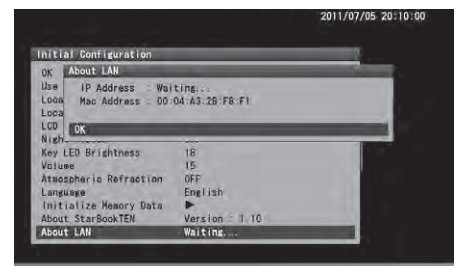 2011/07/05 20:10:00
Initial Configuration
OK About LAN
Use IP Address : Waiting...
Loca Mac Address : 00:04:A3:2B:F8:F1
Loca
LCD OK
Nigh
Key LED Brightness 18
Volume 15
Atmospheric Refraction OFF
Language English
Initialize Memory Data ▶
About StarBookTEN Version : 1.10
About LAN Waiting...